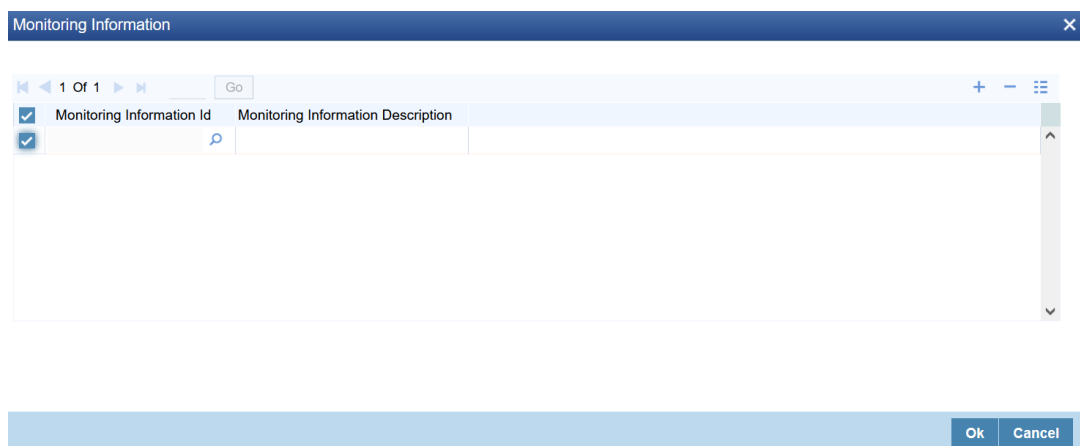 Monitoring Information
1 Of 1 Go
Monitoring Information Id Monitoring Information Description
Ok Cancel